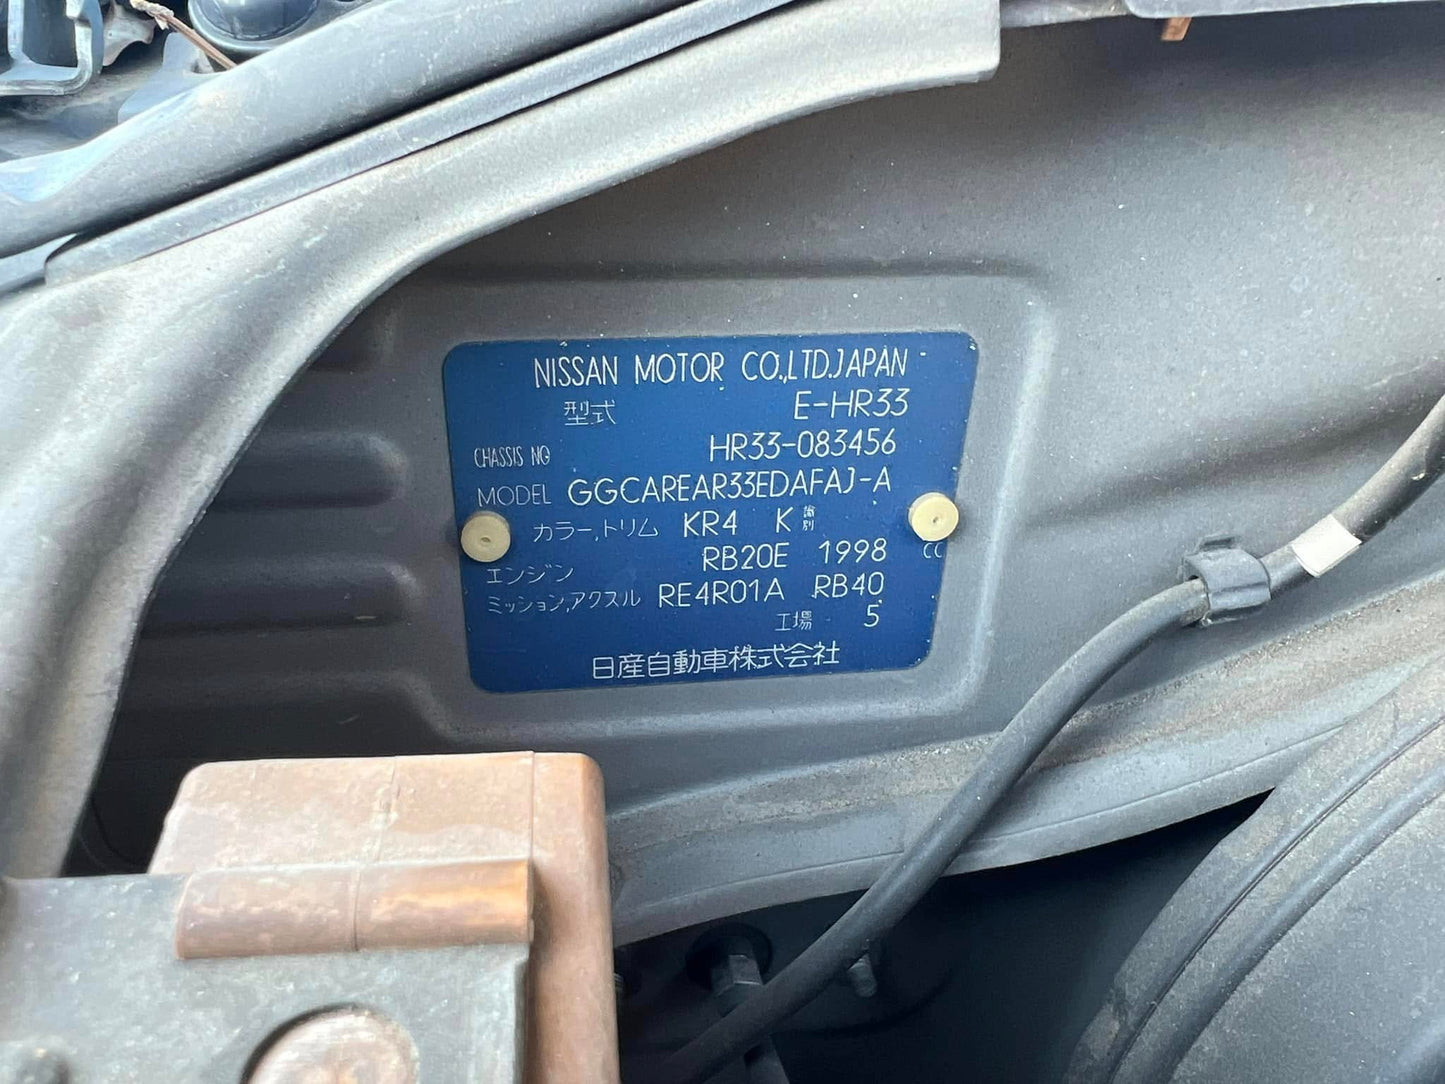 NISSAN MOTOR CO.,LTD.JAPAN
型式 E-HR33
CHASSIS NO HR33-083456
MODEL GGCAREAR33EDAFAJ-A
カラー,トリム KR4 K 識別
エンジン RB20E 1998 CC
ミッション,アクスル RE4R01A RB40
工場 5
日産自動車株式会社